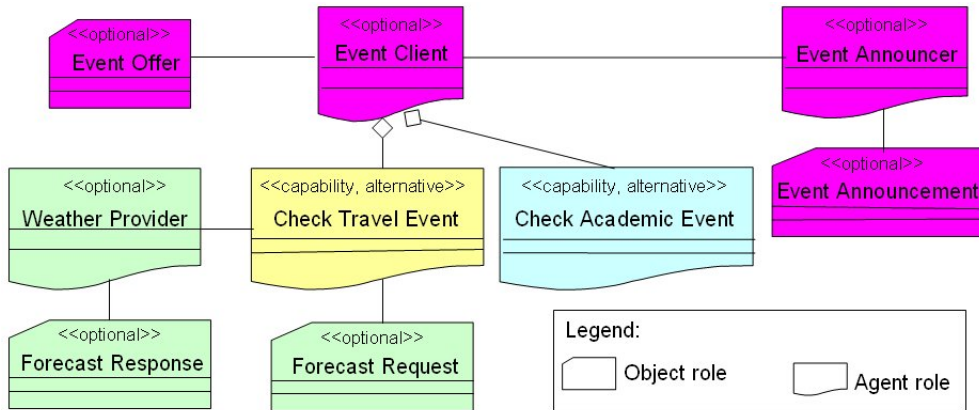 <<optional>>
Event Offer
<<optional>>
Event Client
<<optional>>
Event Announcer
<<optional>>
Weather Provider
<<capability, alternative>>
Check Travel Event
<<capability, alternative>>
Check Academic Event
<<optional>>
Event Announcement
<<optional>>
Forecast Response
<<optional>>
Forecast Request
Legend:
Object role
Agent role